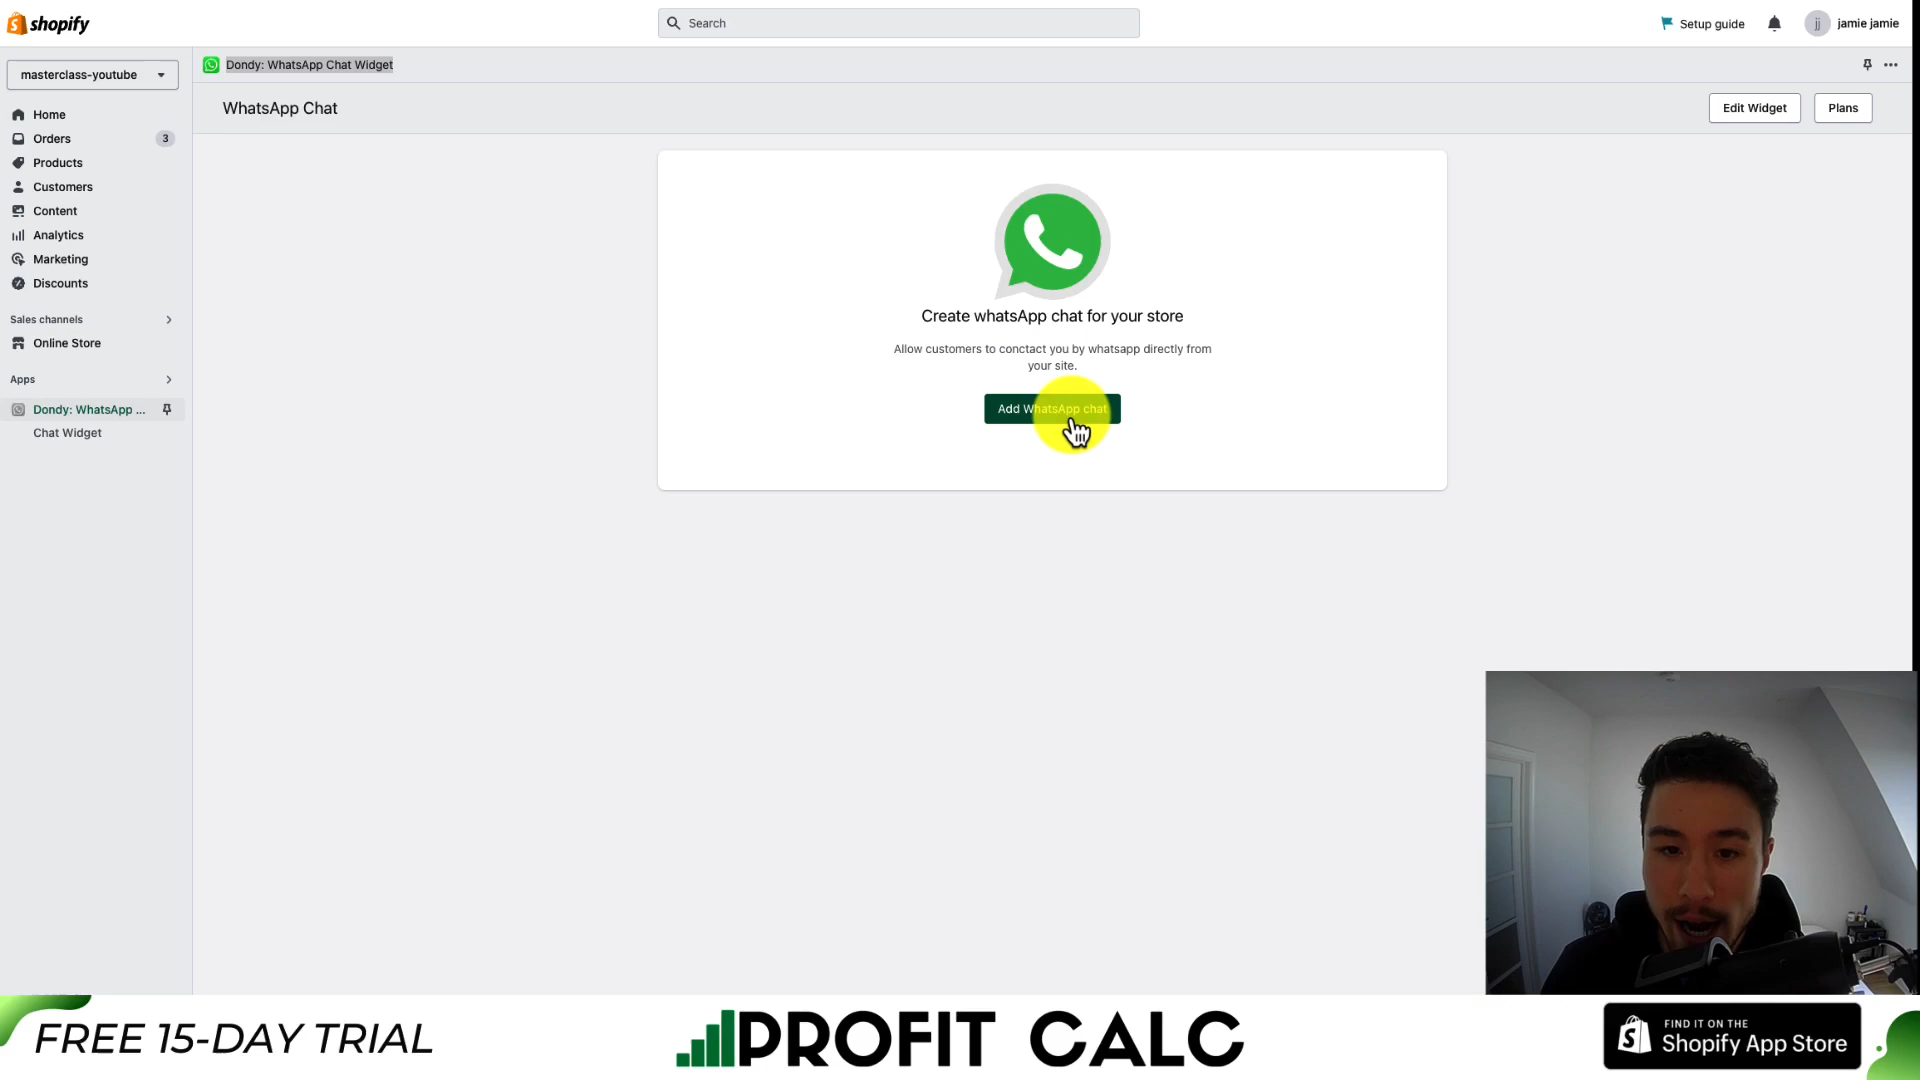 shopify
Search
Setup guide
jj
jamie jamie
masterclass-youtube
Dondy: WhatsApp Chat Widget
WhatsApp Chat
Edit Widget
Plans
Home
Orders
3
Products
Customers
Content
Analytics
Marketing
Discounts
Sales channels
Online Store
Apps
Dondy: WhatsApp ...
Chat Widget
Create whatsApp chat for your store
Allow customers to conctact you by whatsapp directly from
your site.
Add WhatsApp chat
FREE 15-DAY TRIAL
PROFIT CALC
FIND IT ON THE
Shopify App Store